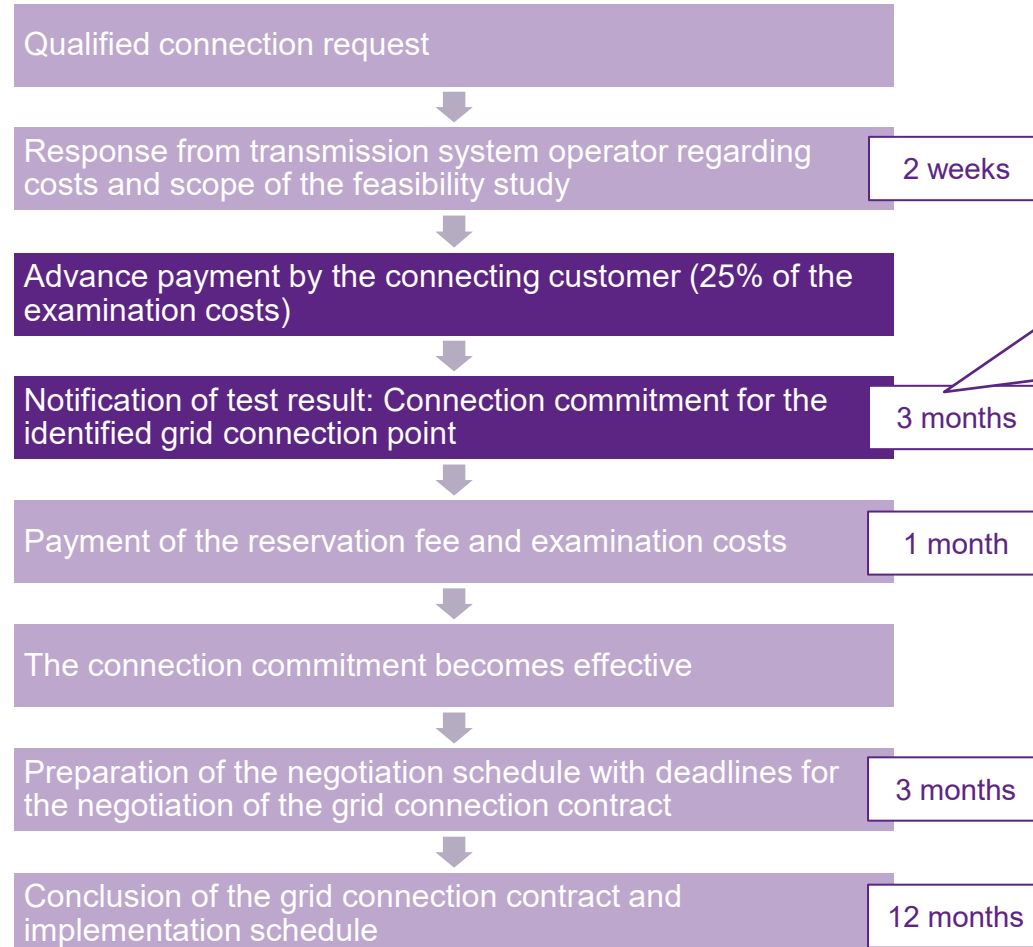 Qualified connection request
Response from transmission system operator regarding
costs and scope of the feasibility study
2 weeks
Advance payment by the connecting customer (25% of the
examination costs)
Notification of test result: Connection commitment for the
identified grid connection point
3 months
Payment of the reservation fee and examination costs
1 month
The connection commitment becomes effective
Preparation of the negotiation schedule with deadlines for
the negotiation of the grid connection contract
3 months
Conclusion of the grid connection contract and
implementation schedule
12 months